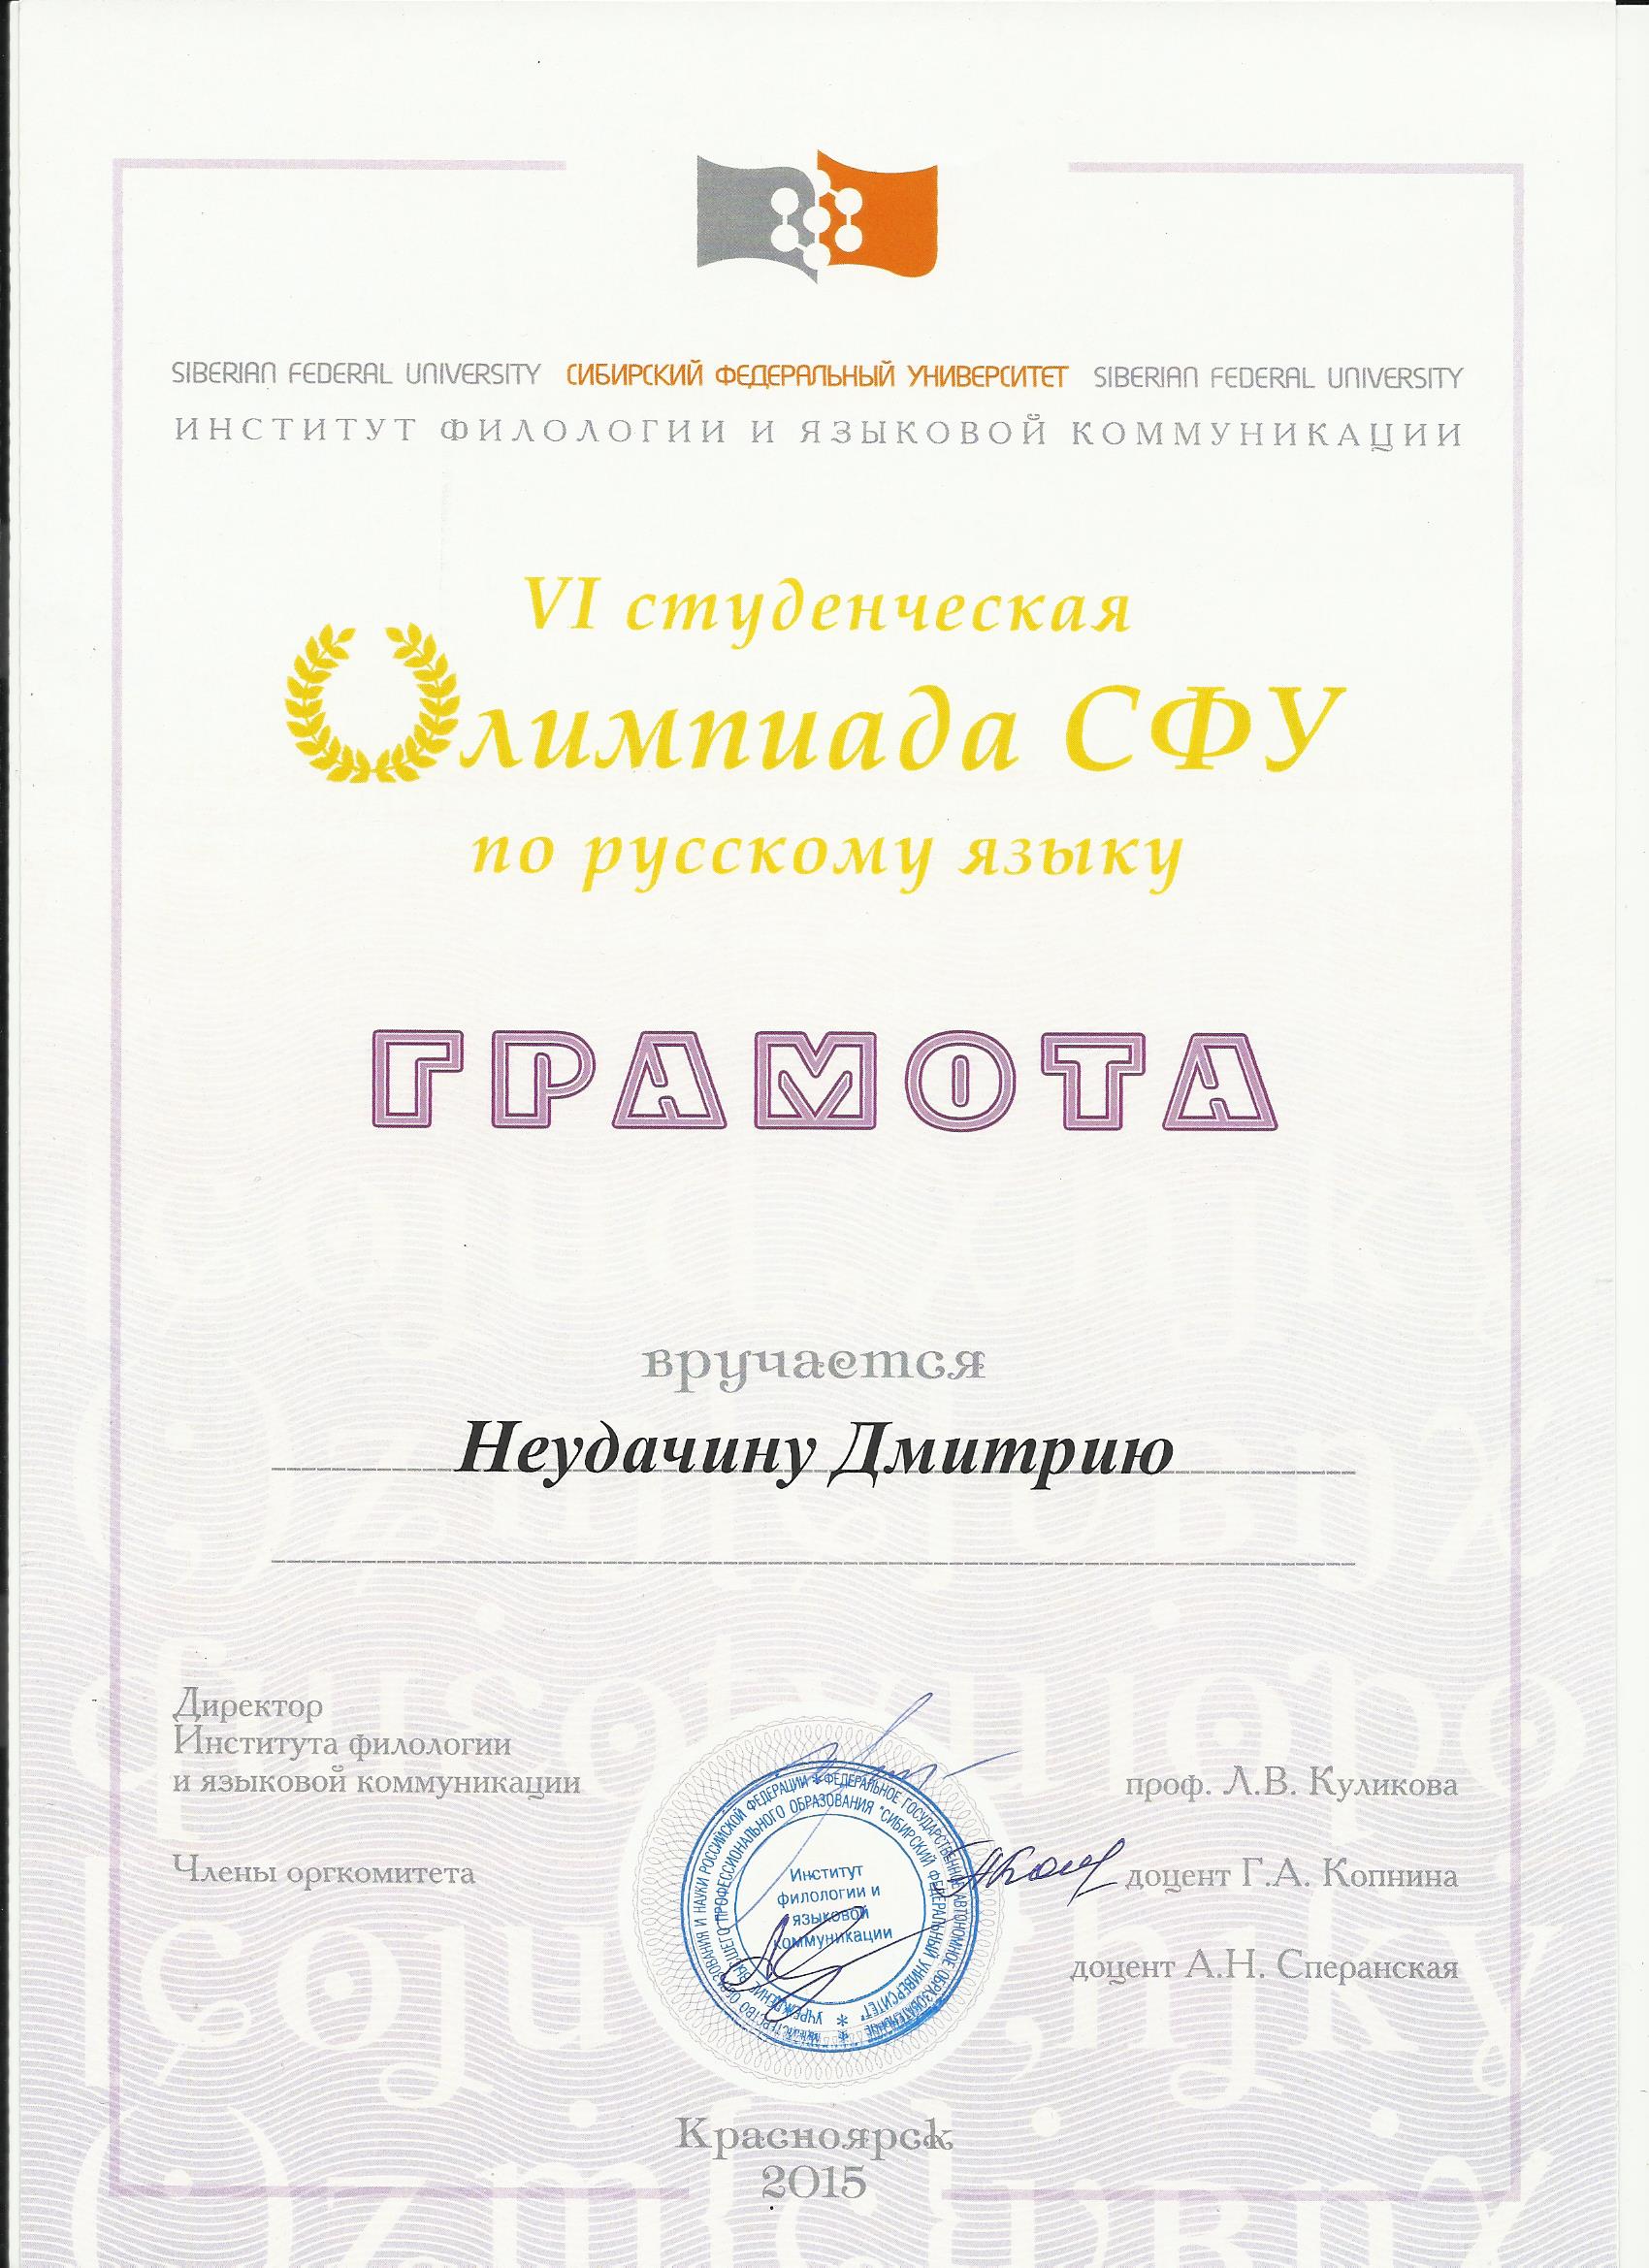 SIBERIAN FEDERAL UNIVERSITY СИБИРСКИЙ ФЕДЕРАЛЬНЫЙ УНИВЕРСИТЕТ SIBERIAN FEDERAL UNIVERSITY
ИНСТИТУТ ФИЛОЛОГИИ И ЯЗЫКОВОЙ КОММУНИКАЦИИ
VI студенческая
Олимпиада СФУ
по русскому языку
ГРАМОТА
вручается
Неудачину Дмитрию
Директор
Института филологии
и языковой коммуникации
проф. Л.В. Куликова
Члены оргкомитета
доцент Г.А. Копнина
доцент А.Н. Сперанская
МИНИСТЕРСТВО ОБРАЗОВАНИЯ И НАУКИ РОССИЙСКОЙ ФЕДЕРАЦИИ * ФЕДЕРАЛЬНОЕ ГОСУДАРСТВЕННОЕ АВТОНОМНОЕ ОБРАЗОВАТЕЛЬНОЕ
УЧРЕЖДЕНИЕ ВЫСШЕГО ПРОФЕССИОНАЛЬНОГО ОБРАЗОВАНИЯ "СИБИРСКИЙ ФЕДЕРАЛЬНЫЙ УНИВЕРСИТЕТ" *
Институт
филологии и
языковой
коммуникации
Красноярск
2015